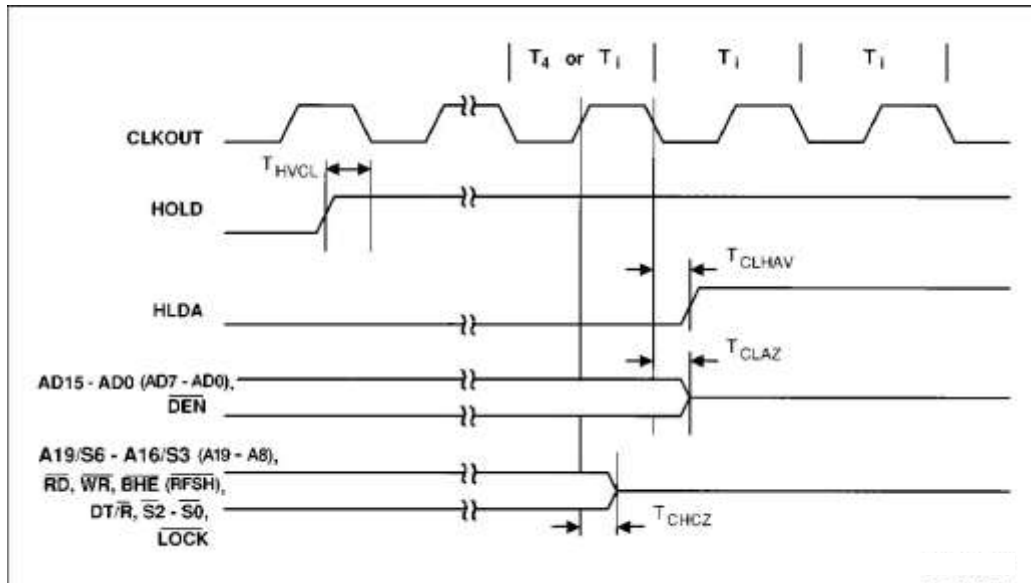 T4 or Ti Ti Ti
CLKOUT
THVCL
HOLD
TCLHAV
HLDA
TCLAZ
AD15 - AD0 (AD7 - AD0),
DEN
A19/S6 - A16/S3 (A19 - A8),
RD, WR, BHE (RFSH),
DT/R, S2 - S0,
TCHCZ
LOCK